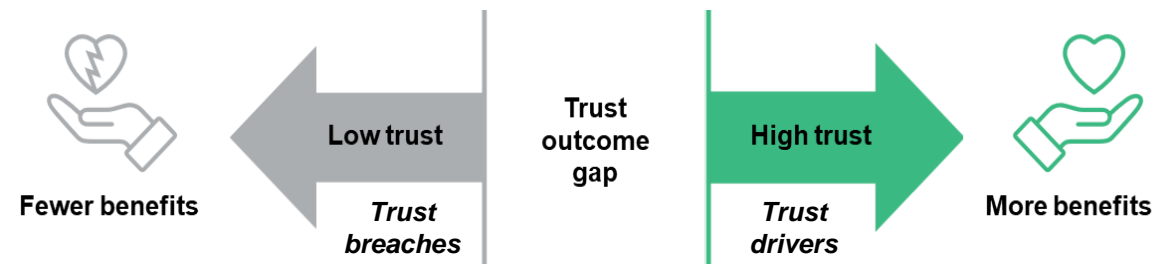 Fewer benefits
Low trust
Trust
breaches
Trust
outcome
gap
High trust
Trust
drivers
More benefits